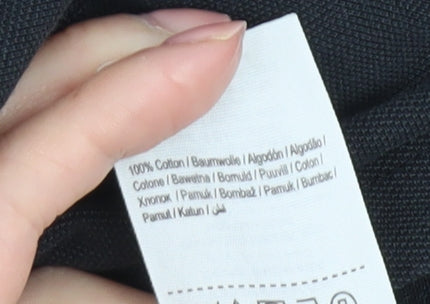 100% Cotton / Baumwolle / Algodón / Algodão /
Cotone / Bawełna / Bomuld / Puuvill / Coton /
Хлопок / Pamuk / Bombaž / Pamuk / Bumbac /
Pamut / Katun / قطن